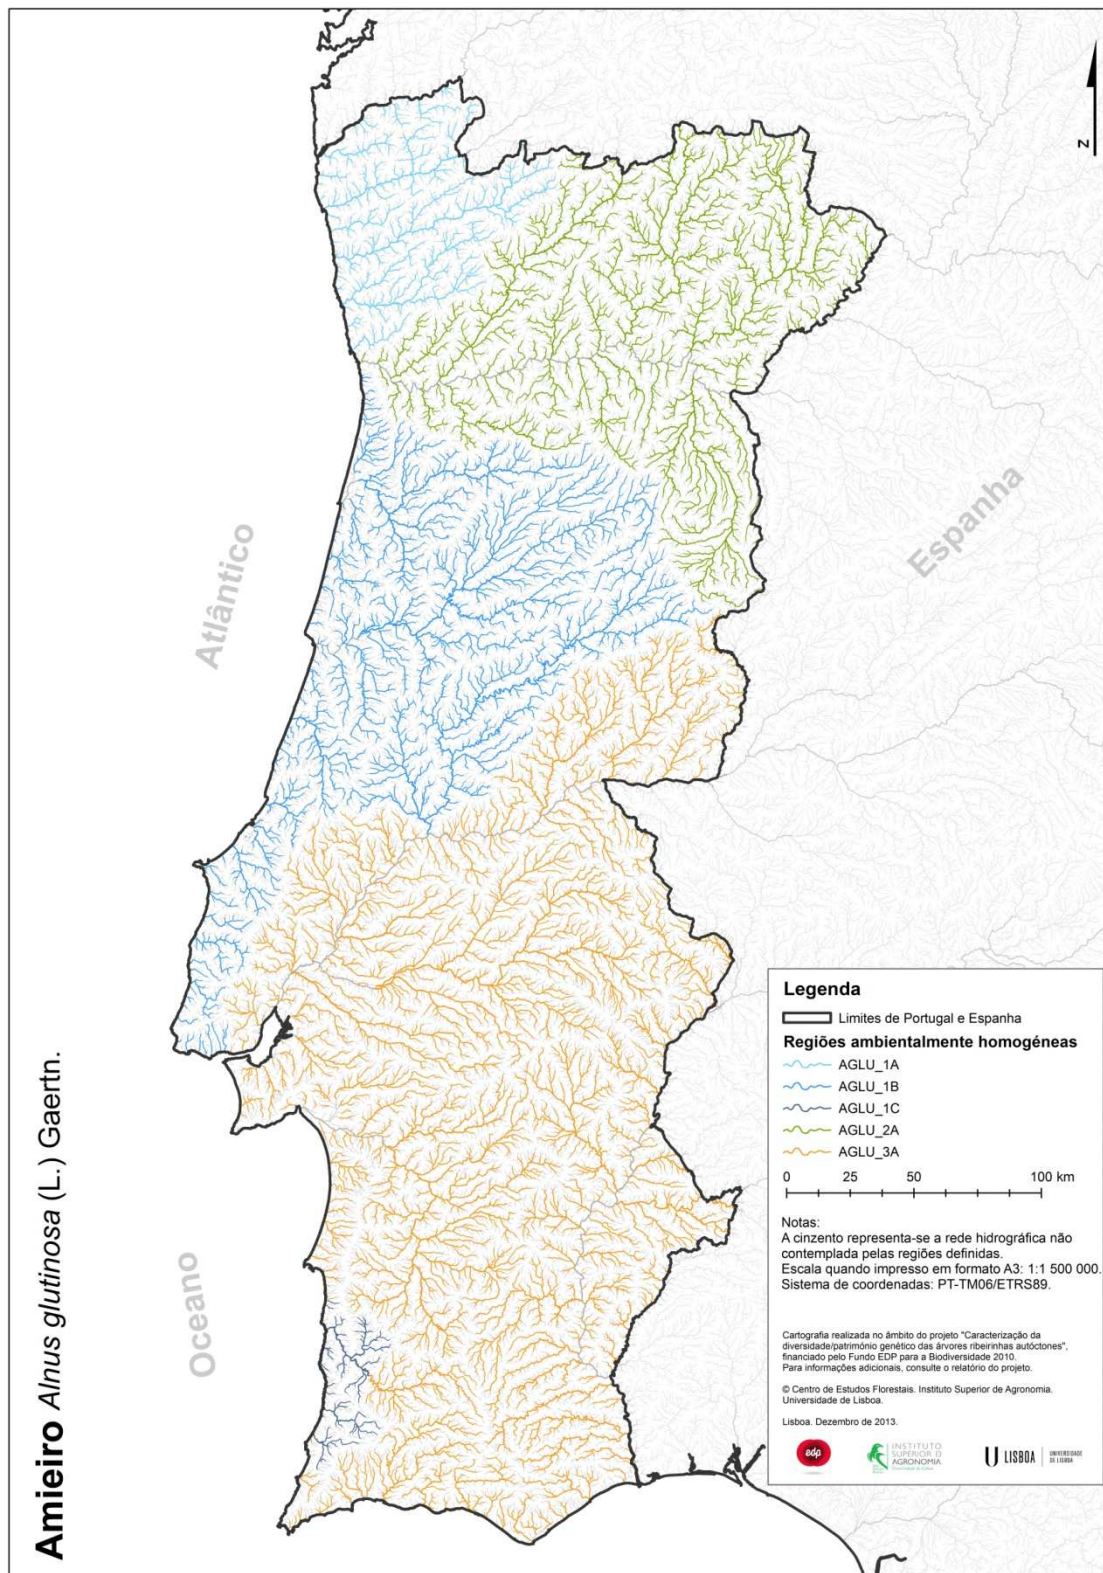 Amieiro Alnus glutinosa (L.) Gaertn.
Oceano
Atlântico
Espanha
N
Legenda
Limites de Portugal e Espanha
Regiões ambientalmente homogéneas
AGLU_1A
AGLU_1B
AGLU_1C
AGLU_2A
AGLU_3A
0 25 50 100 km
Notas:
A cinzento representa-se a rede hidrográfica não
contemplada pelas regiões definidas.
Escala quando impresso em formato A3: 1:1 500 000.
Sistema de coordenadas: PT-TM06/ETRS89.
Cartografia realizada no âmbito do projeto "Caracterização da
diversidade/património genético das árvores ribeirinhas autóctones",
financiado pelo Fundo EDP para a Biodiversidade 2010.
Para informações adicionais, consulte o relatório do projeto.
© Centro de Estudos Florestais. Instituto Superior de Agronomia.
Universidade de Lisboa.
Lisboa. Dezembro de 2013.
edp
INSTITUTO
SUPERIOR D
AGRONOMIA
U LISBOA
UNIVERSIDADE
DE LISBOA